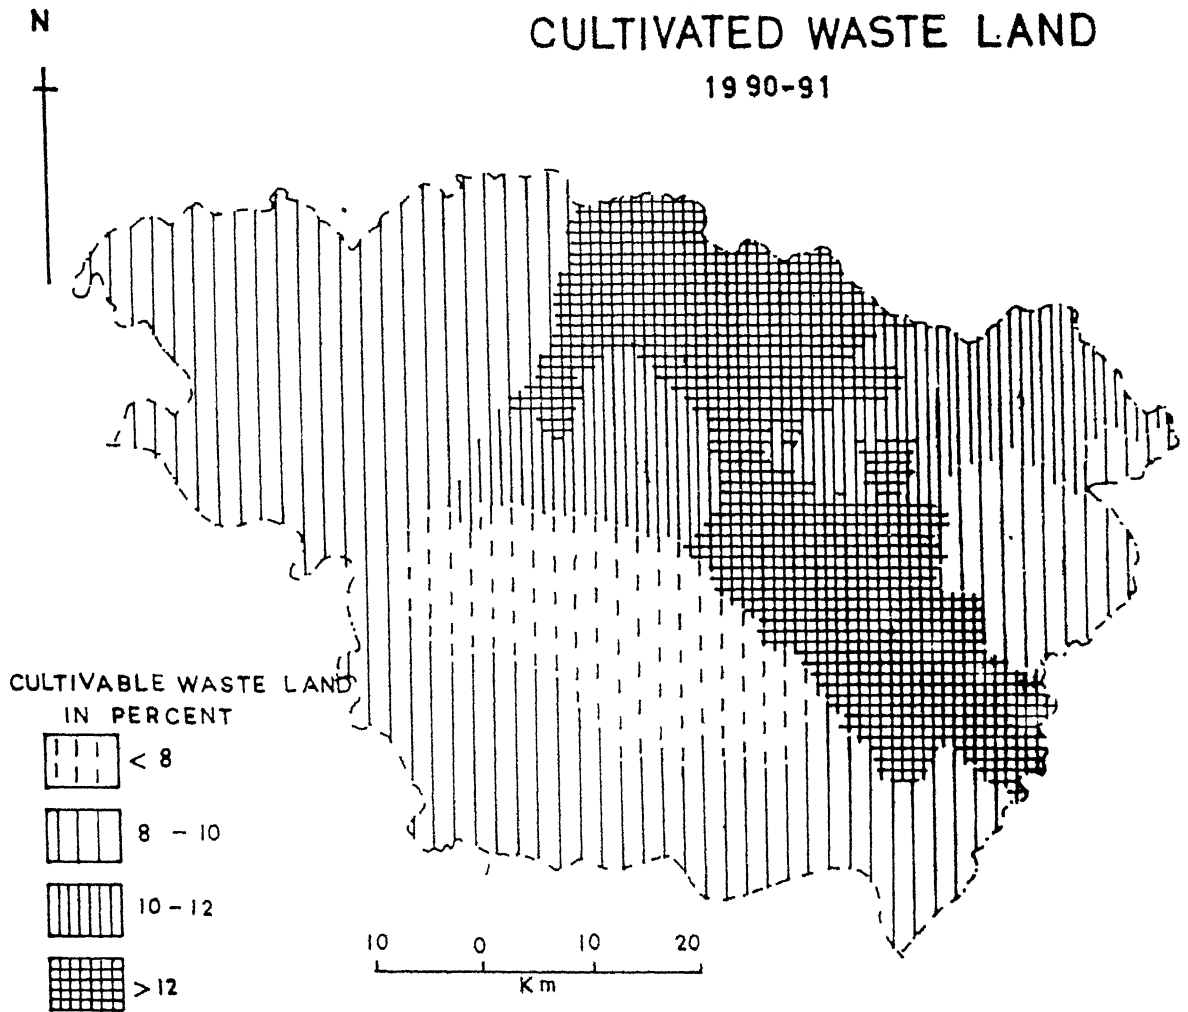 N
CULTIVATED WASTE LAND
1990-91
CULTIVABLE WASTE LAND
IN PERCENT
< 8
8 - 10
10 - 12
>12
10 0 10 20
Km